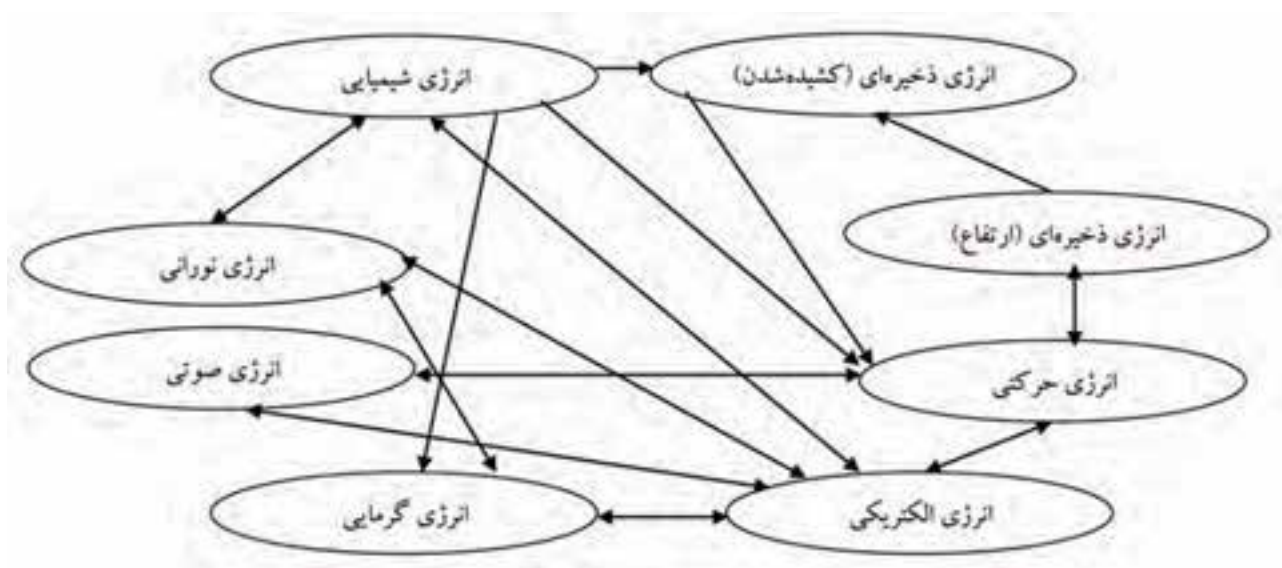 انرژی ذخیره‌ای (کشیده‌شدن)
انرژی شیمیایی
انرژی ذخیره‌ای (ارتفاع)
انرژی نورانی
انرژی حرکتی
انرژی صوتی
انرژی الکتریکی
انرژی گرمایی